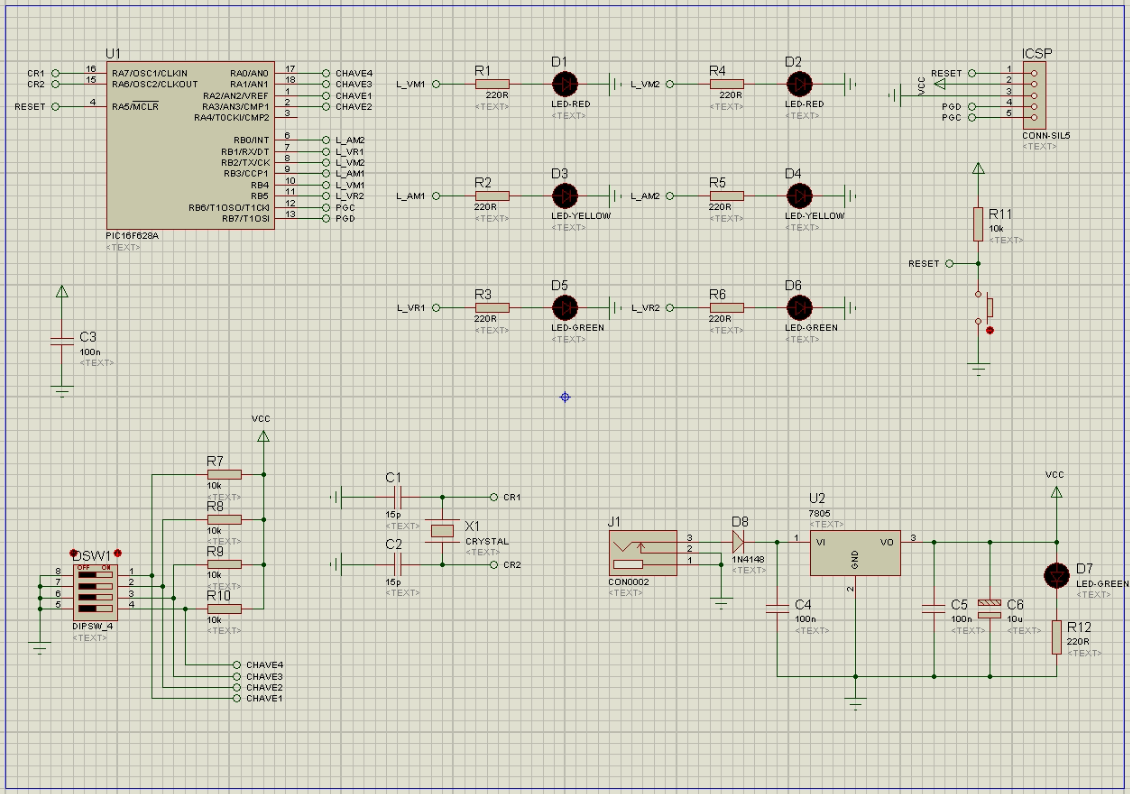 U1
CR1
16
RA7/OSC1/CLKIN
RA0/AN0
17
CHAVE4
CR2
15
RA6/OSC2/CLKOUT
RA1/AN1
18
CHAVE3
RA2/AN2/VREF
1
CHAVE1
RESET
4
RA5/MCLR
RA3/AN3/CMP1
2
CHAVE2
RA4/T0CKI/CMP2
3
RB0/INT
6
L_AM2
RB1/RX/DT
7
L_VR1
RB2/TX/CK
8
L_VM2
RB3/CCP1
9
L_AM1
RB4
10
L_VM1
RB5
11
L_VR2
RB6/T1OSO/T1CKI
12
PGC
RB7/T1OSI
13
PGD
PIC16F628A
<TEXT>
L_VM1
R1
220R
<TEXT>
D1
LED-RED
<TEXT>
L_VM2
R4
220R
<TEXT>
D2
LED-RED
<TEXT>
L_AM1
R2
220R
<TEXT>
D3
LED-YELLOW
<TEXT>
L_AM2
R5
220R
<TEXT>
D4
LED-YELLOW
<TEXT>
L_VR1
R3
220R
<TEXT>
D5
LED-GREEN
<TEXT>
L_VR2
R6
220R
<TEXT>
D6
LED-GREEN
<TEXT>
ICSP
RESET
1
VCC
2
3
PGD
4
PGC
5
CONN-SIL5
<TEXT>
R11
10k
<TEXT>
RESET
C3
100n
<TEXT>
VCC
R7
10k
<TEXT>
R8
10k
<TEXT>
R9
10k
<TEXT>
R10
10k
<TEXT>
DSW1
OFF ON
8
1
7
2
6
3
5
4
DIPSW_4
<TEXT>
CHAVE4
CHAVE3
CHAVE2
CHAVE1
C1
15p
<TEXT>
CR1
X1
CRYSTAL
<TEXT>
C2
15p
<TEXT>
CR2
J1
3
2
1
CON0002
<TEXT>
D8
1N4148
<TEXT>
U2
7805
<TEXT>
1
VI
VO
3
GND
2
VCC
C4
100n
<TEXT>
C5
100n
<TEXT>
C6
10u
<TEXT>
D7
LED-GREEN
<TEXT>
R12
220R
<TEXT>